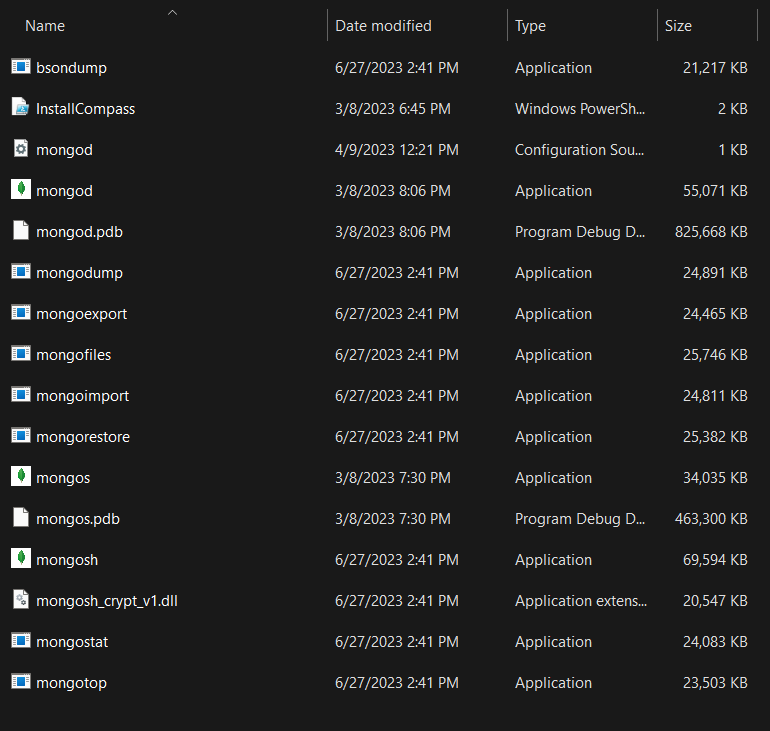 Name Date modified Type Size
bsondump 6/27/2023 2:41 PM Application 21,217 KB
InstallCompass 3/8/2023 6:45 PM Windows PowerSh... 2 KB
mongod 4/9/2023 12:21 PM Configuration Sou... 1 KB
mongod 3/8/2023 8:06 PM Application 55,071 KB
mongod.pdb 3/8/2023 8:06 PM Program Debug D... 825,668 KB
mongodump 6/27/2023 2:41 PM Application 24,891 KB
mongoexport 6/27/2023 2:41 PM Application 24,465 KB
mongofiles 6/27/2023 2:41 PM Application 25,746 KB
mongoimport 6/27/2023 2:41 PM Application 24,811 KB
mongorestore 6/27/2023 2:41 PM Application 25,382 KB
mongos 3/8/2023 7:30 PM Application 34,035 KB
mongos.pdb 3/8/2023 7:30 PM Program Debug D... 463,300 KB
mongosh 6/27/2023 2:41 PM Application 69,594 KB
mongosh_crypt_v1.dll 6/27/2023 2:41 PM Application extens... 20,547 KB
mongostat 6/27/2023 2:41 PM Application 24,083 KB
mongotop 6/27/2023 2:41 PM Application 23,503 KB